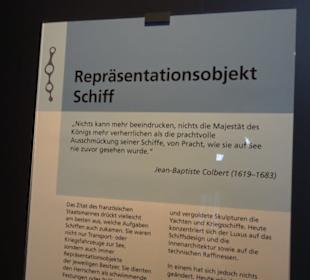 Repräsentationsobjekt
Schiff
„Nichts kann mehr beeindrucken, nichts die Majestät des
Königs mehr verherrlichen als die prachtvolle
Ausschmückung seiner Schiffe, von Pracht, wie sie auf See
nie zuvor gesehen wurde.“
Jean-Baptiste Colbert (1619–1683)
Das Zitat des französischen
Staatsmannes drückt vielleicht
am besten aus, welche Aufgaben
Schiffen auch zukamen. Sie waren
nicht nur Transport- oder
Kriegsfahrzeuge zur See,
sondern auch immer
Repräsentationsobjekte
der jeweiligen Besitzer. Sie dienten
den Herrschern als schwimmende
und vergoldete Skulpturen die
Yachten und Kriegsschiffe. Heute
konzentriert sich der Luxus auf das
Schiffsdesign und die
Innenarchitektur sowie auf die
technischen Raffinessen.
In einem hat sich jedoch nichts
geändert. Heute